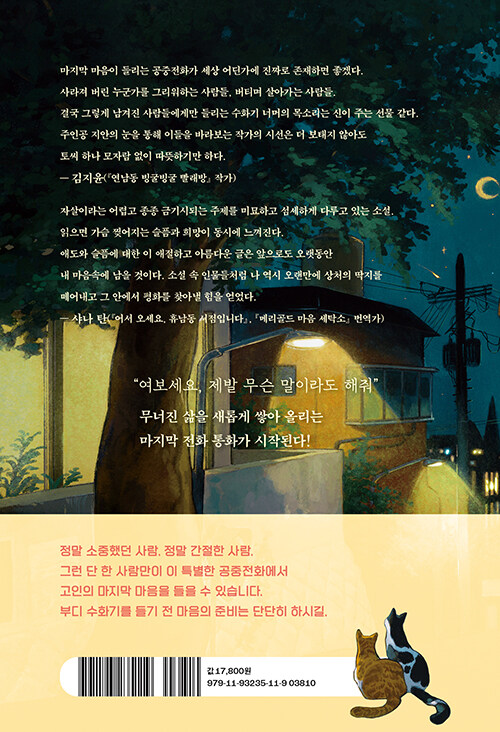 마지막 마음이 들리는 공중전화가 세상 어딘가에 진짜로 존재하면 좋겠다.
사라져 버린 누군가를 그리워하는 사람들, 버티며 살아가는 사람들.
결국 그렇게 남겨진 사람들에게만 들리는 수화기 너머의 목소리는 신이 주는 선물 같다.
주인공 지안의 눈을 통해 이들을 바라보는 작가의 시선은 더 보태지 않아도
토씨 하나 모자람 없이 따뜻하기만 하다.
— 김지윤(『연남동 빙굴빙굴 빨래방』 작가)
자살이라는 어렵고 종종 금기시되는 주제를 미묘하고 섬세하게 다루고 있는 소설.
읽으면 가슴 찢어지는 슬픔과 희망이 동시에 느껴진다.
애도와 슬픔에 대한 이 애절하고 아름다운 글은 앞으로도 오랫동안
내 마음속에 남을 것이다. 소설 속 인물들처럼 나 역시 오랜만에 상처의 딱지를
떼어내고 그 안에서 평화를 찾아낼 힘을 얻었다.
— 샤나 탄(『어서 오세요, 휴남동 서점입니다』, 『메리골드 마음 세탁소』 번역가)
“여보세요, 제발 무슨 말이라도 해줘”
무너진 삶을 새롭게 쌓아 올리는
마지막 전화 통화가 시작된다!
정말 소중했던 사람, 정말 간절한 사람.
그런 단 한 사람만이 이 특별한 공중전화에서
고인의 마지막 마음을 들을 수 있습니다.
부디 수화기를 들기 전 마음의 준비는 단단히 하시길.
값 17,800원
979-11-93235-11-9 03810